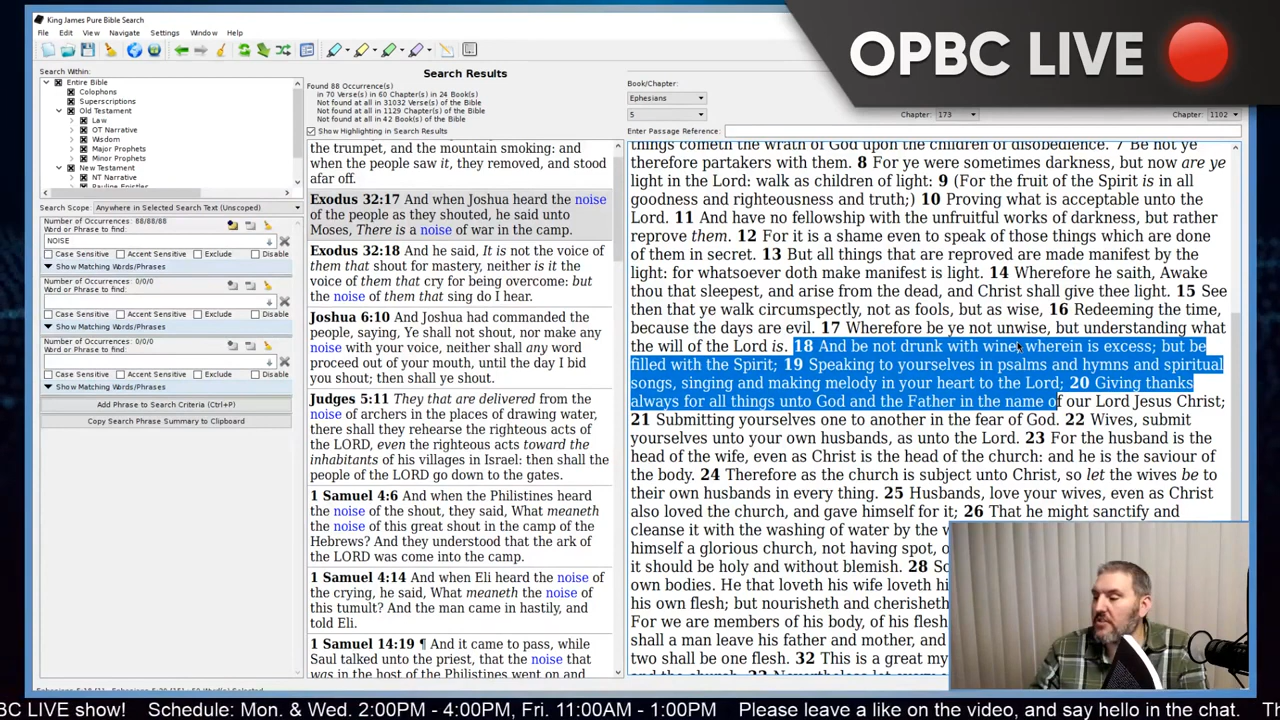 King James Pure Bible Search
OPBC LIVE
File Edit View Navigate Settings Window Help
Search Within:
Entire Bible
Colophons
Superscriptions
Old Testament
Law
OT Narrative
Wisdom
Major Prophets
Minor Prophets
New Testament
NT Narrative
Pauline Epistles
Search Scope: Anywhere in Selected Search Text (Unscoped)
Number of Occurrences: 88/88/88
Word or Phrase to find:
NOISE
Case Sensitive Accent Sensitive Exclude Disable
Show Matching Words/Phrases
Number of Occurrences: 0/0/0
Word or Phrase to find:
Case Sensitive Accent Sensitive Exclude Disable
Show Matching Words/Phrases
Number of Occurrences: 0/0/0
Word or Phrase to find:
Case Sensitive Accent Sensitive Exclude Disable
Show Matching Words/Phrases
Add Phrase to Search Criteria (Ctrl+P)
Copy Search Phrase Summary to Clipboard
Search Results
Found 88 Occurrence(s)
in 70 Verse(s) in 60 Chapter(s) in 24 Book(s)
Not found at all in 31032 Verse(s) of the Bible
Not found at all in 1129 Chapter(s) of the Bible
Not found at all in 42 Book(s) of the Bible
Show Highlighting in Search Results
the trumpet, and the mountain smoking: and
when the people saw it, they removed, and stood
afar off.
Exodus 32:17 And when Joshua heard the noise
of the people as they shouted, he said unto
Moses, There is a noise of war in the camp.
Exodus 32:18 And he said, It is not the voice of
them that shout for mastery, neither is it the
voice of them that cry for being overcome: but
the noise of them that sing do I hear.
Joshua 6:10 And Joshua had commanded the
people, saying, Ye shall not shout, nor make any
noise with your voice, neither shall any word
proceed out of your mouth, until the day I bid
you shout; then shall ye shout.
Judges 5:11 They that are delivered from the
noise of archers in the places of drawing water,
there shall they rehearse the righteous acts of
the LORD, even the righteous acts toward the
inhabitants of his villages in Israel: then shall the
people of the LORD go down to the gates.
1 Samuel 4:6 And when the Philistines heard
the noise of the shout, they said, What meaneth
the noise of this great shout in the camp of the
Hebrews? And they understood that the ark of
the LORD was come into the camp.
1 Samuel 4:14 And when Eli heard the noise of
the crying, he said, What meaneth the noise of
this tumult? And the man came in hastily, and
told Eli.
1 Samuel 14:19 ¶ And it came to pass, while
Saul talked unto the priest, that the noise that
was in the host of the Philistines went on and
Book/Chapter:
Ephesians
5
Chapter: 173
Chapter: 1102
Enter Passage Reference:
things cometh the wrath of God upon the children of disobedience. 7 Be not ye
therefore partakers with them. 8 For ye were sometimes darkness, but now are ye
light in the Lord: walk as children of light: 9 (For the fruit of the Spirit is in all
goodness and righteousness and truth;) 10 Proving what is acceptable unto the
Lord. 11 And have no fellowship with the unfruitful works of darkness, but rather
reprove them. 12 For it is a shame even to speak of those things which are done
of them in secret. 13 But all things that are reproved are made manifest by the
light: for whatsoever doth make manifest is light. 14 Wherefore he saith, Awake
thou that sleepest, and arise from the dead, and Christ shall give thee light. 15 See
then that ye walk circumspectly, not as fools, but as wise, 16 Redeeming the time,
because the days are evil. 17 Wherefore be ye not unwise, but understanding what
the will of the Lord is. 18 And be not drunk with wine, wherein is excess; but be
filled with the Spirit; 19 Speaking to yourselves in psalms and hymns and spiritual
songs, singing and making melody in your heart to the Lord; 20 Giving thanks
always for all things unto God and the Father in the name of our Lord Jesus Christ;
21 Submitting yourselves one to another in the fear of God. 22 Wives, submit
yourselves unto your own husbands, as unto the Lord. 23 For the husband is the
head of the wife, even as Christ is the head of the church: and he is the saviour of
the body. 24 Therefore as the church is subject unto Christ, so let the wives be to
their own husbands in every thing. 25 Husbands, love your wives, even as Christ
also loved the church, and gave himself for it; 26 That he might sanctify and
cleanse it with the washing of water by the w
himself a glorious church, not having spot, o
it should be holy and without blemish. 28 So
own bodies. He that loveth his wife loveth hi
his own flesh; but nourisheth and cherisheth
For we are members of his body, of his flesh
shall a man leave his father and mother, and
two shall be one flesh. 32 This is a great my
BC LIVE show! Schedule: Mon. & Wed. 2:00PM - 4:00PM, Fri. 11:00AM - 1:00PM Please leave a like on the video, and say hello in the chat. Th